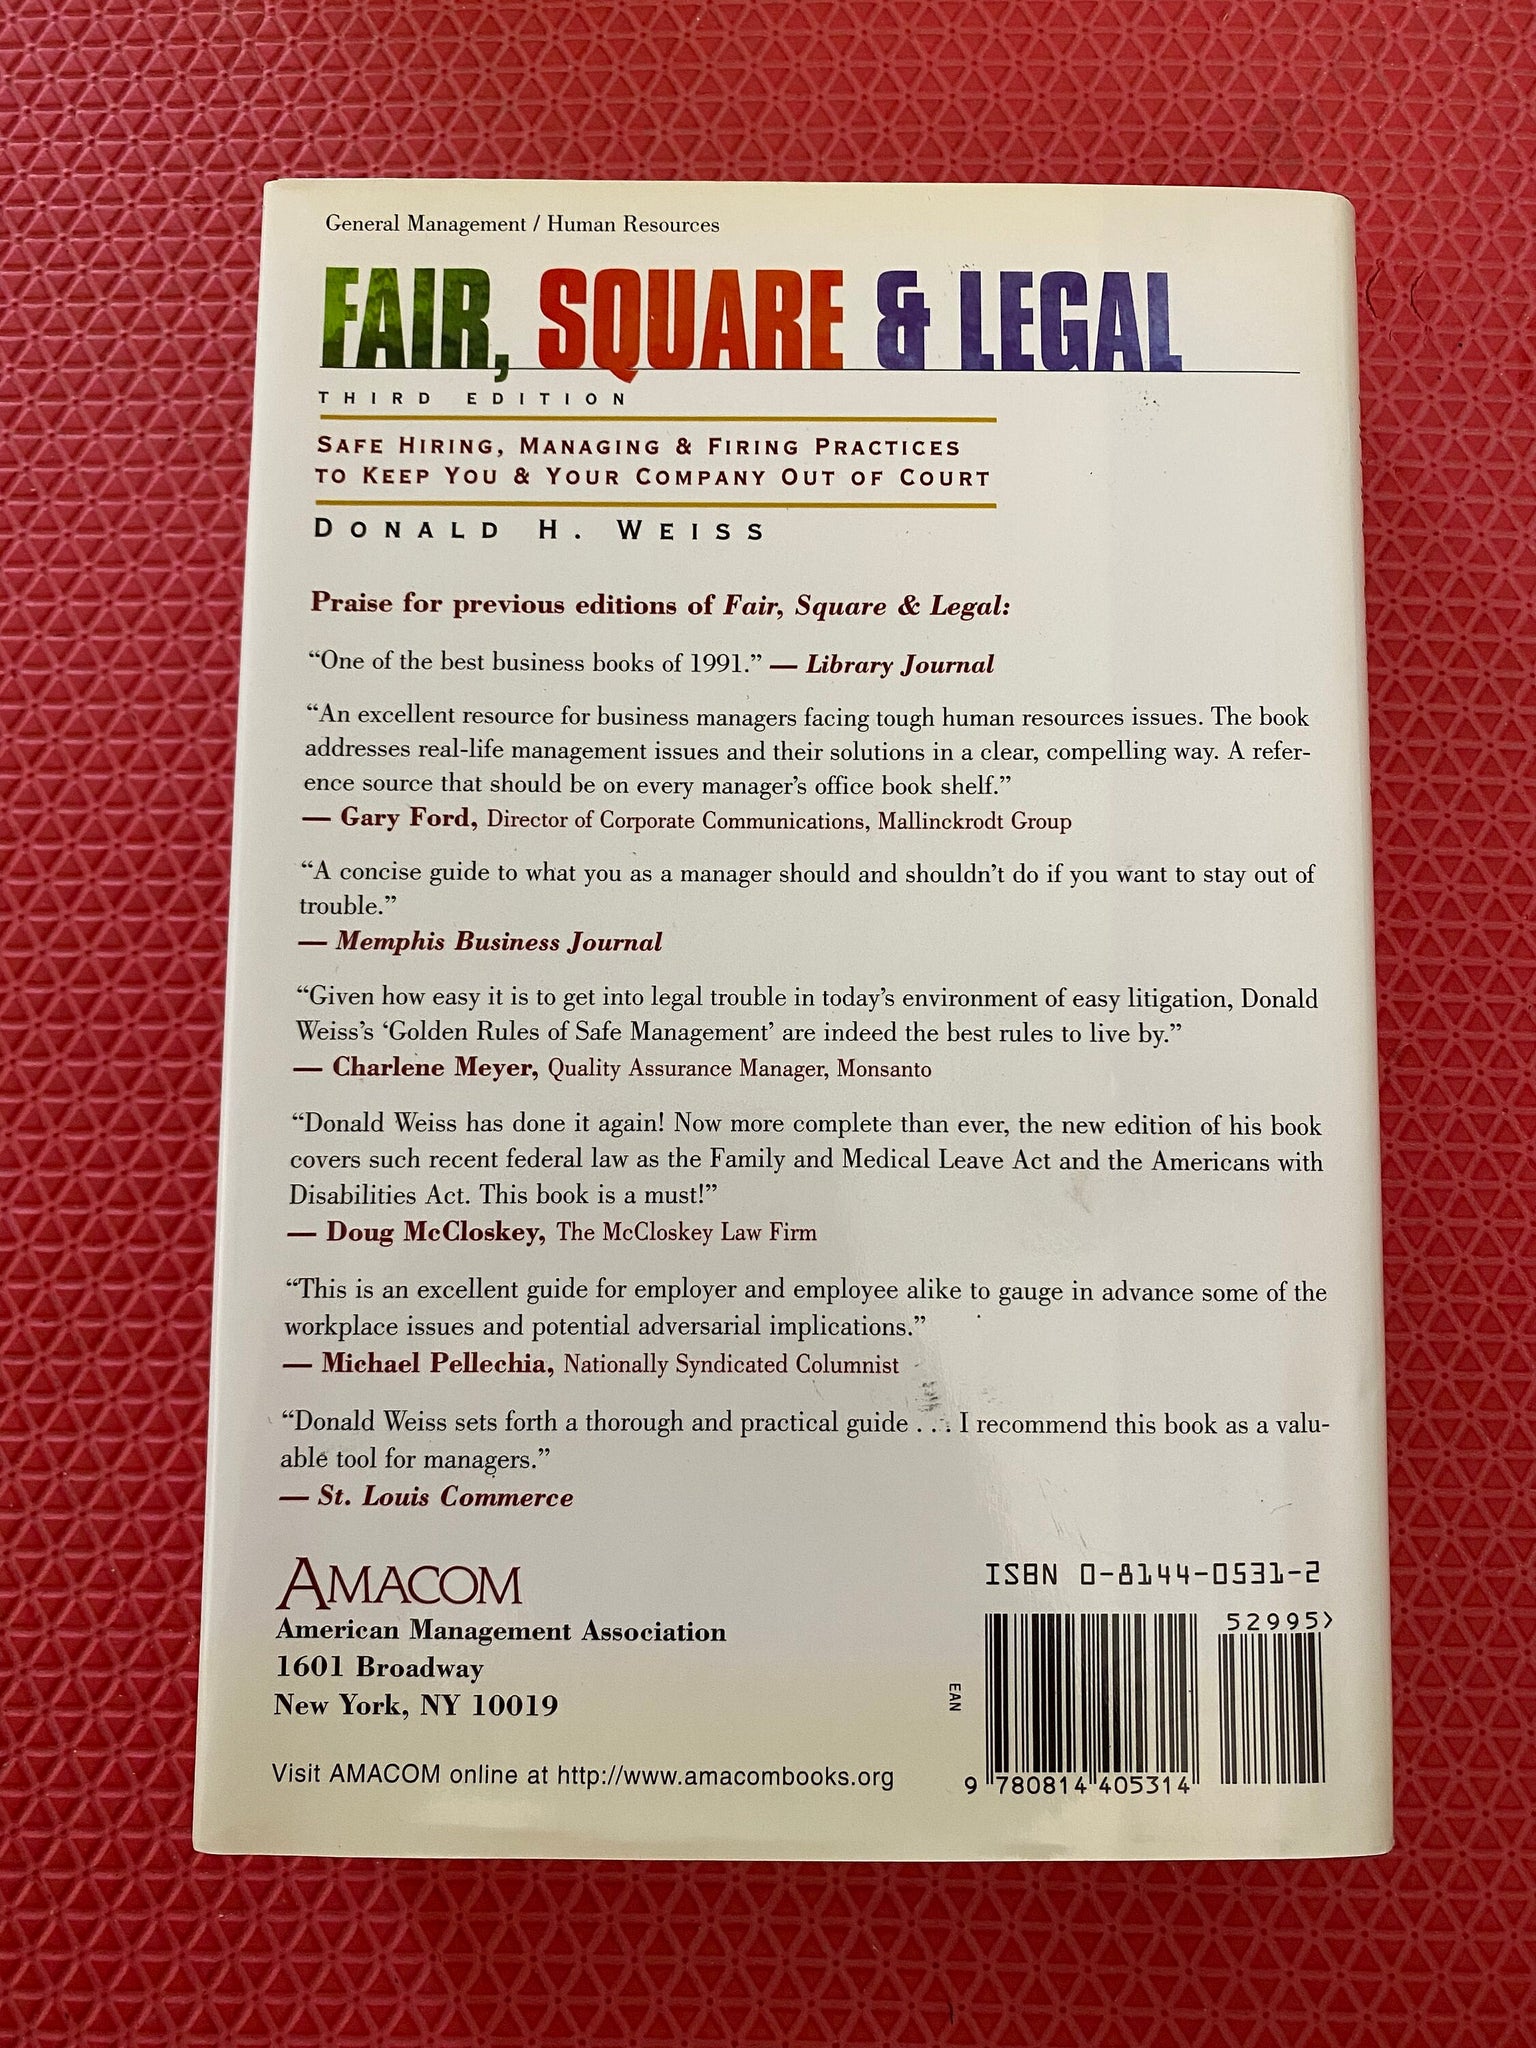 General Management / Human Resources
FAIR, SQUARE & LEGAL
THIRD EDITION
SAFE HIRING, MANAGING & FIRING PRACTICES
TO KEEP YOU & YOUR COMPANY OUT OF COURT
DONALD H. WEISS
Praise for previous editions of Fair, Square & Legal:
“One of the best business books of 1991.” — Library Journal
“An excellent resource for business managers facing tough human resources issues. The book
addresses real-life management issues and their solutions in a clear, compelling way. A refer-
ence source that should be on every manager’s office book shelf.”
— Gary Ford, Director of Corporate Communications, Mallinckrodt Group
“A concise guide to what you as a manager should and shouldn’t do if you want to stay out of
trouble.”
— Memphis Business Journal
“Given how easy it is to get into legal trouble in today’s environment of easy litigation, Donald
Weiss’s ‘Golden Rules of Safe Management’ are indeed the best rules to live by.”
— Charlene Meyer, Quality Assurance Manager, Monsanto
“Donald Weiss has done it again! Now more complete than ever, the new edition of his book
covers such recent federal law as the Family and Medical Leave Act and the Americans with
Disabilities Act. This book is a must!”
— Doug McCloskey, The McCloskey Law Firm
“This is an excellent guide for employer and employee alike to gauge in advance some of the
workplace issues and potential adversarial implications.”
— Michael Pellechia, Nationally Syndicated Columnist
“Donald Weiss sets forth a thorough and practical guide . . . I recommend this book as a valu-
able tool for managers.”
— St. Louis Commerce
AMACOM
American Management Association
1601 Broadway
New York, NY 10019
Visit AMACOM online at http://www.amacombooks.org
ISBN 0-8144-0531-2
52995>
EAN
9 780814 405314